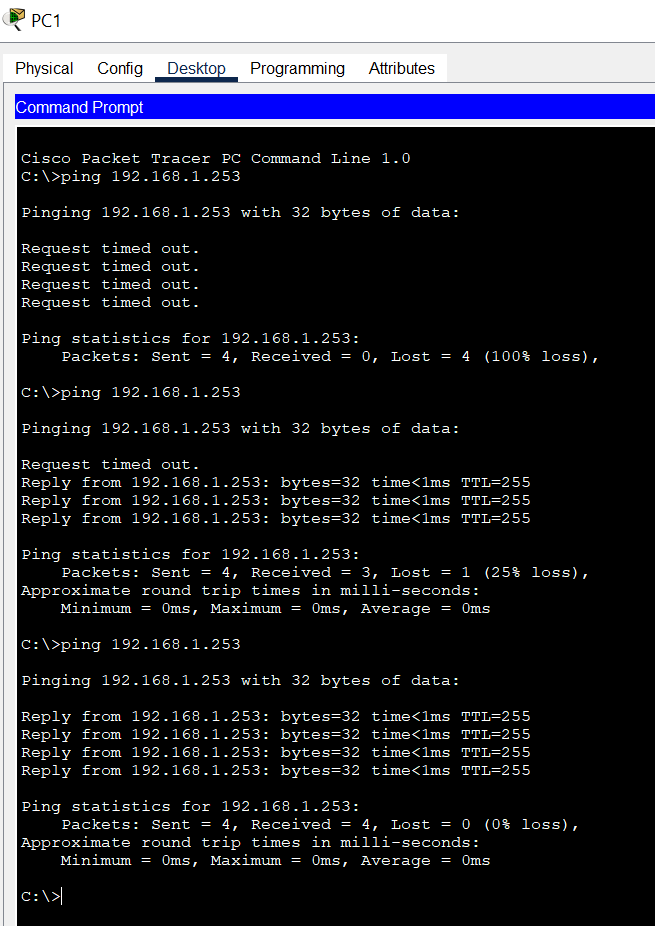 PC1
Physical Config Desktop Programming Attributes
Command Prompt
Cisco Packet Tracer PC Command Line 1.0
C:\>ping 192.168.1.253
Pinging 192.168.1.253 with 32 bytes of data:
Request timed out.
Request timed out.
Request timed out.
Request timed out.
Ping statistics for 192.168.1.253:
    Packets: Sent = 4, Received = 0, Lost = 4 (100% loss),
C:\>ping 192.168.1.253
Pinging 192.168.1.253 with 32 bytes of data:
Request timed out.
Reply from 192.168.1.253: bytes=32 time<1ms TTL=255
Reply from 192.168.1.253: bytes=32 time<1ms TTL=255
Reply from 192.168.1.253: bytes=32 time<1ms TTL=255
Ping statistics for 192.168.1.253:
    Packets: Sent = 4, Received = 3, Lost = 1 (25% loss),
Approximate round trip times in milli-seconds:
    Minimum = 0ms, Maximum = 0ms, Average = 0ms
C:\>ping 192.168.1.253
Pinging 192.168.1.253 with 32 bytes of data:
Reply from 192.168.1.253: bytes=32 time<1ms TTL=255
Reply from 192.168.1.253: bytes=32 time<1ms TTL=255
Reply from 192.168.1.253: bytes=32 time<1ms TTL=255
Reply from 192.168.1.253: bytes=32 time<1ms TTL=255
Ping statistics for 192.168.1.253:
    Packets: Sent = 4, Received = 4, Lost = 0 (0% loss),
Approximate round trip times in milli-seconds:
    Minimum = 0ms, Maximum = 0ms, Average = 0ms
C:\>